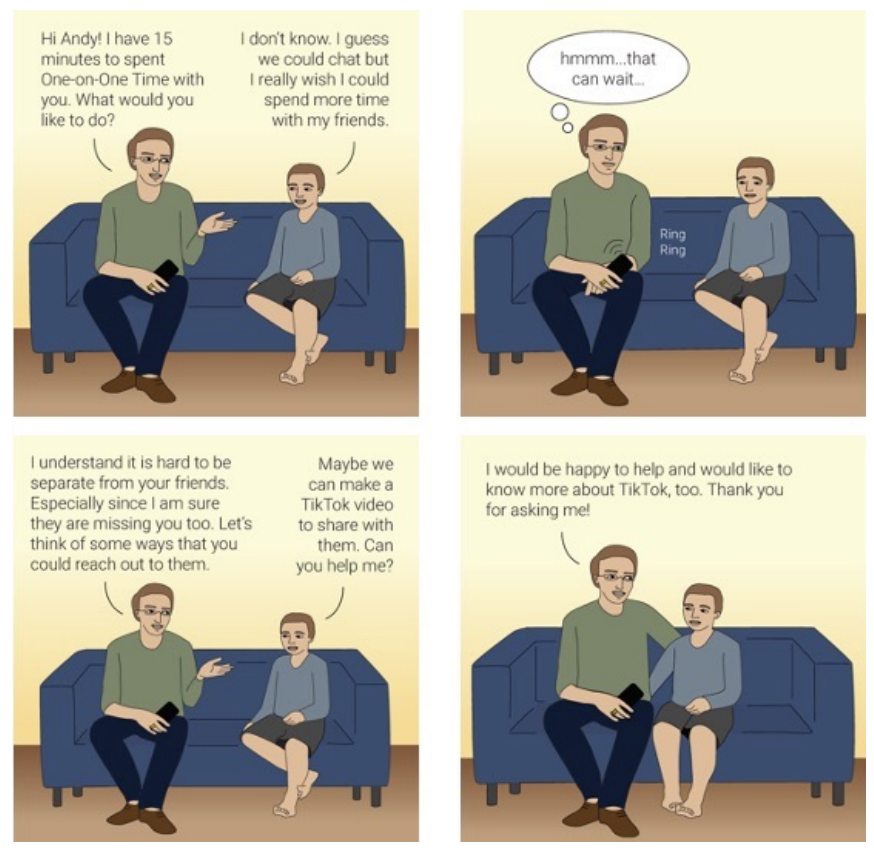 Hi Andy! I have 15
minutes to spent
One-on-One Time with
you. What would you
like to do?
I don't know. I guess
we could chat but
I really wish I could
spend more time
with my friends.
hmmm...that
can wait...
Ring
Ring
I understand it is hard to be
separate from your friends.
Especially since I am sure
they are missing you too. Let's
think of some ways that you
could reach out to them.
Maybe we
can make a
TikTok video
to share with
them. Can
you help me?
I would be happy to help and would like to
know more about TikTok, too. Thank you
for asking me!